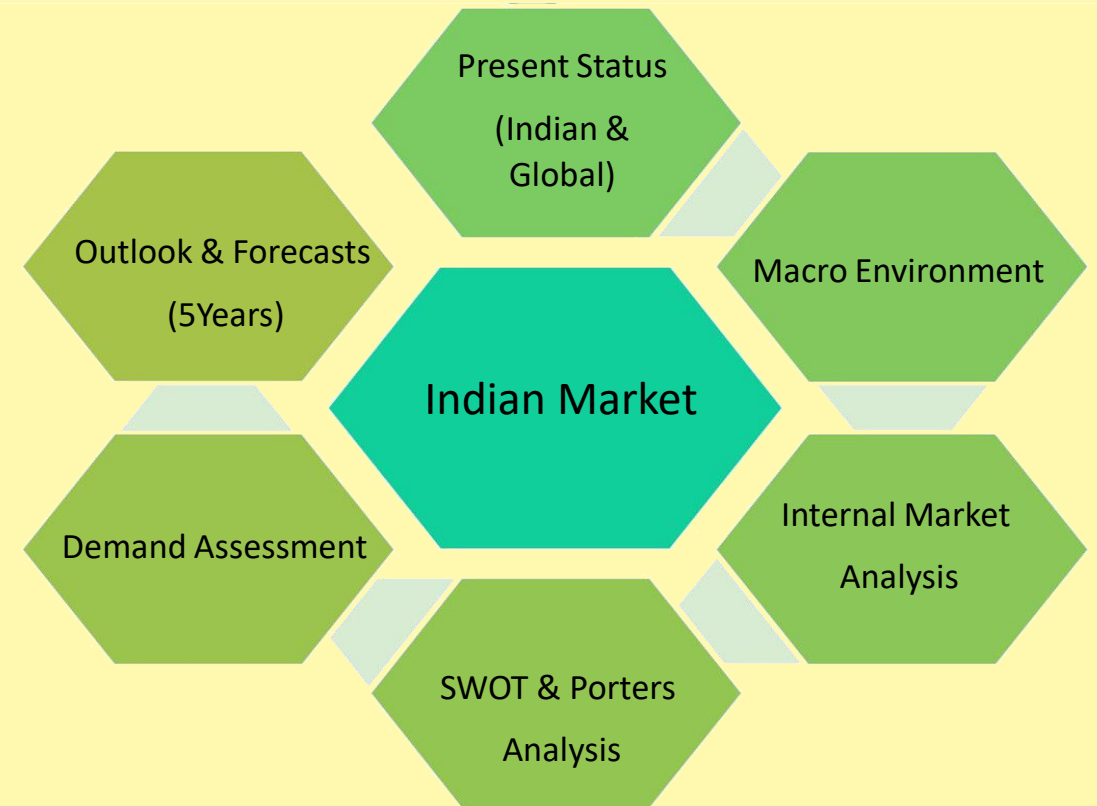 Present Status
(Indian &
Global)
Macro Environment
Internal Market
Analysis
SWOT & Porters
Analysis
Demand Assessment
Outlook & Forecasts
(5Years)
Indian Market